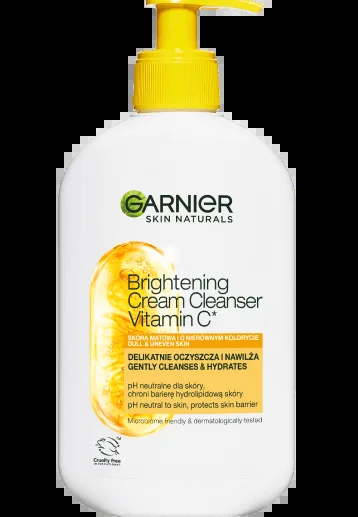 GARNIER
SKIN NATURALS
Brightening
Cream Cleanser
Vitamin C*
SKÓRA MATOWA I O NIERÓWNYM KOLORYCIE
DULL & UNEVEN SKIN
DELIKATNIE OCZYSZCZA I NAWILŻA
GENTLY CLEANSES & HYDRATES
pH neutralne dla skóry,
chroni barierę hydrolipidową skóry
pH neutral to skin, protects skin barrier
Microbiome friendly & dermatologically tested
Cruelty Free
INTERNATIONAL